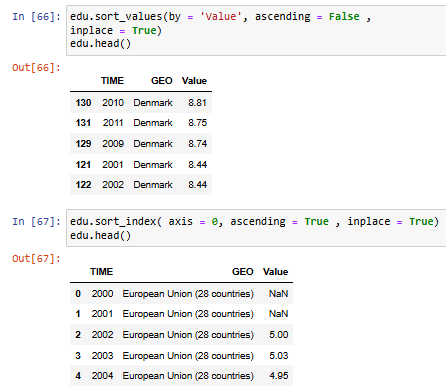 In [66]: edu.sort_values(by = 'Value', ascending = False ,
inplace = True)
edu.head()
Out[66]:
TIME GEO Value
130 2010 Denmark 8.81
131 2011 Denmark 8.75
129 2009 Denmark 8.74
121 2001 Denmark 8.44
122 2002 Denmark 8.44
In [67]: edu.sort_index( axis = 0, ascending = True , inplace = True)
edu.head()
Out[67]:
TIME GEO Value
0 2000 European Union (28 countries) NaN
1 2001 European Union (28 countries) NaN
2 2002 European Union (28 countries) 5.00
3 2003 European Union (28 countries) 5.03
4 2004 European Union (28 countries) 4.95